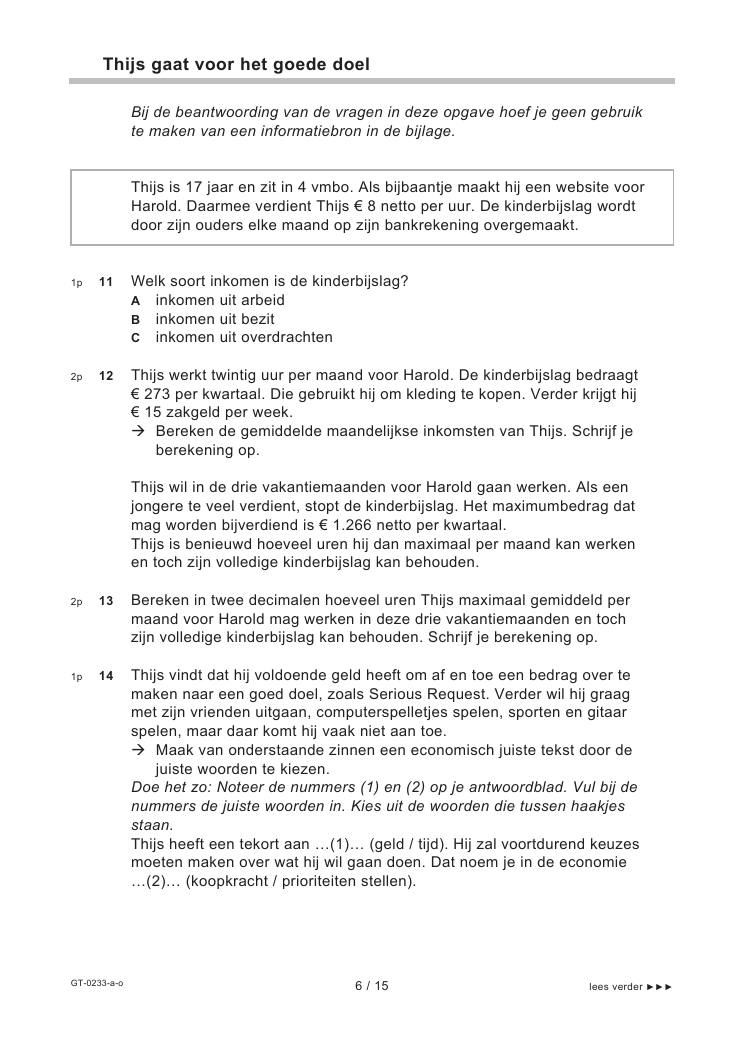 Thijs gaat voor het goede doel
Bij de beantwoording van de vragen in deze opgave hoef je geen gebruik
te maken van een informatiebron in de bijlage.
Thijs is 17 jaar en zit in 4 vmbo. Als bijbaantje maakt hij een website voor
Harold. Daarmee verdient Thijs € 8 netto per uur. De kinderbijslag wordt
door zijn ouders elke maand op zijn bankrekening overgemaakt.
1p 11 Welk soort inkomen is de kinderbijslag?
A inkomen uit arbeid
B inkomen uit bezit
C inkomen uit overdrachten
2p 12 Thijs werkt twintig uur per maand voor Harold. De kinderbijslag bedraagt
€ 273 per kwartaal. Die gebruikt hij om kleding te kopen. Verder krijgt hij
€ 15 zakgeld per week.
→ Bereken de gemiddelde maandelijkse inkomsten van Thijs. Schrijf je
berekening op.
Thijs wil in de drie vakantiemaanden voor Harold gaan werken. Als een
jongere te veel verdient, stopt de kinderbijslag. Het maximumbedrag dat
mag worden bijverdiend is € 1.266 netto per kwartaal.
Thijs is benieuwd hoeveel uren hij dan maximaal per maand kan werken
en toch zijn volledige kinderbijslag kan behouden.
2p 13 Bereken in twee decimalen hoeveel uren Thijs maximaal gemiddeld per
maand voor Harold mag werken in deze drie vakantiemaanden en toch
zijn volledige kinderbijslag kan behouden. Schrijf je berekening op.
1p 14 Thijs vindt dat hij voldoende geld heeft om af en toe een bedrag over te
maken naar een goed doel, zoals Serious Request. Verder wil hij graag
met zijn vrienden uitgaan, computerspelletjes spelen, sporten en gitaar
spelen, maar daar komt hij vaak niet aan toe.
→ Maak van onderstaande zinnen een economisch juiste tekst door de
juiste woorden te kiezen.
Doe het zo: Noteer de nummers (1) en (2) op je antwoordblad. Vul bij de
nummers de juiste woorden in. Kies uit de woorden die tussen haakjes
staan.
Thijs heeft een tekort aan …(1)… (geld / tijd). Hij zal voortdurend keuzes
moeten maken over wat hij wil gaan doen. Dat noem je in de economie
…(2)… (koopkracht / prioriteiten stellen).
GT-0233-a-o 6 / 15 lees verder ►►►